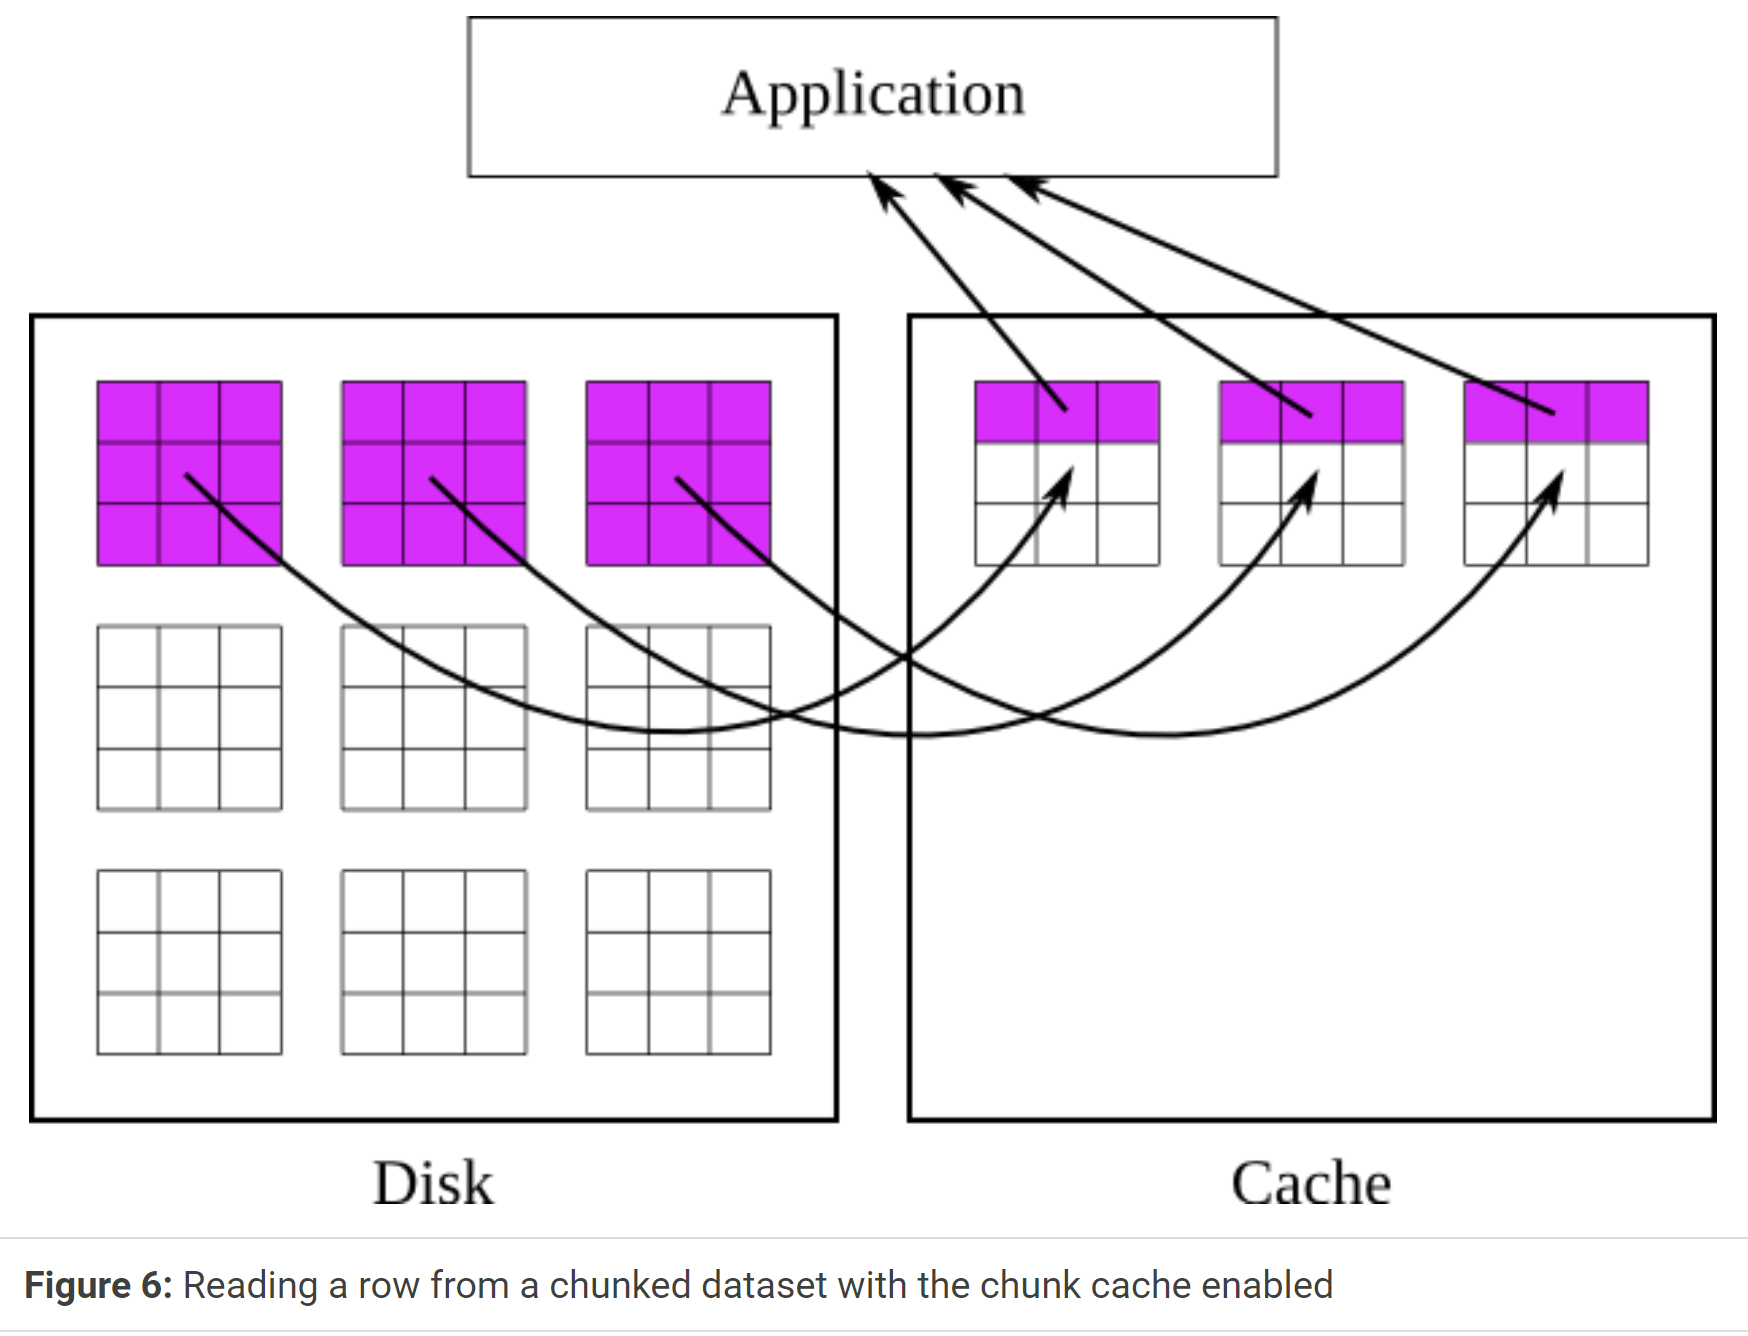 Application
Disk
Cache
Figure 6: Reading a row from a chunked dataset with the chunk cache enabled